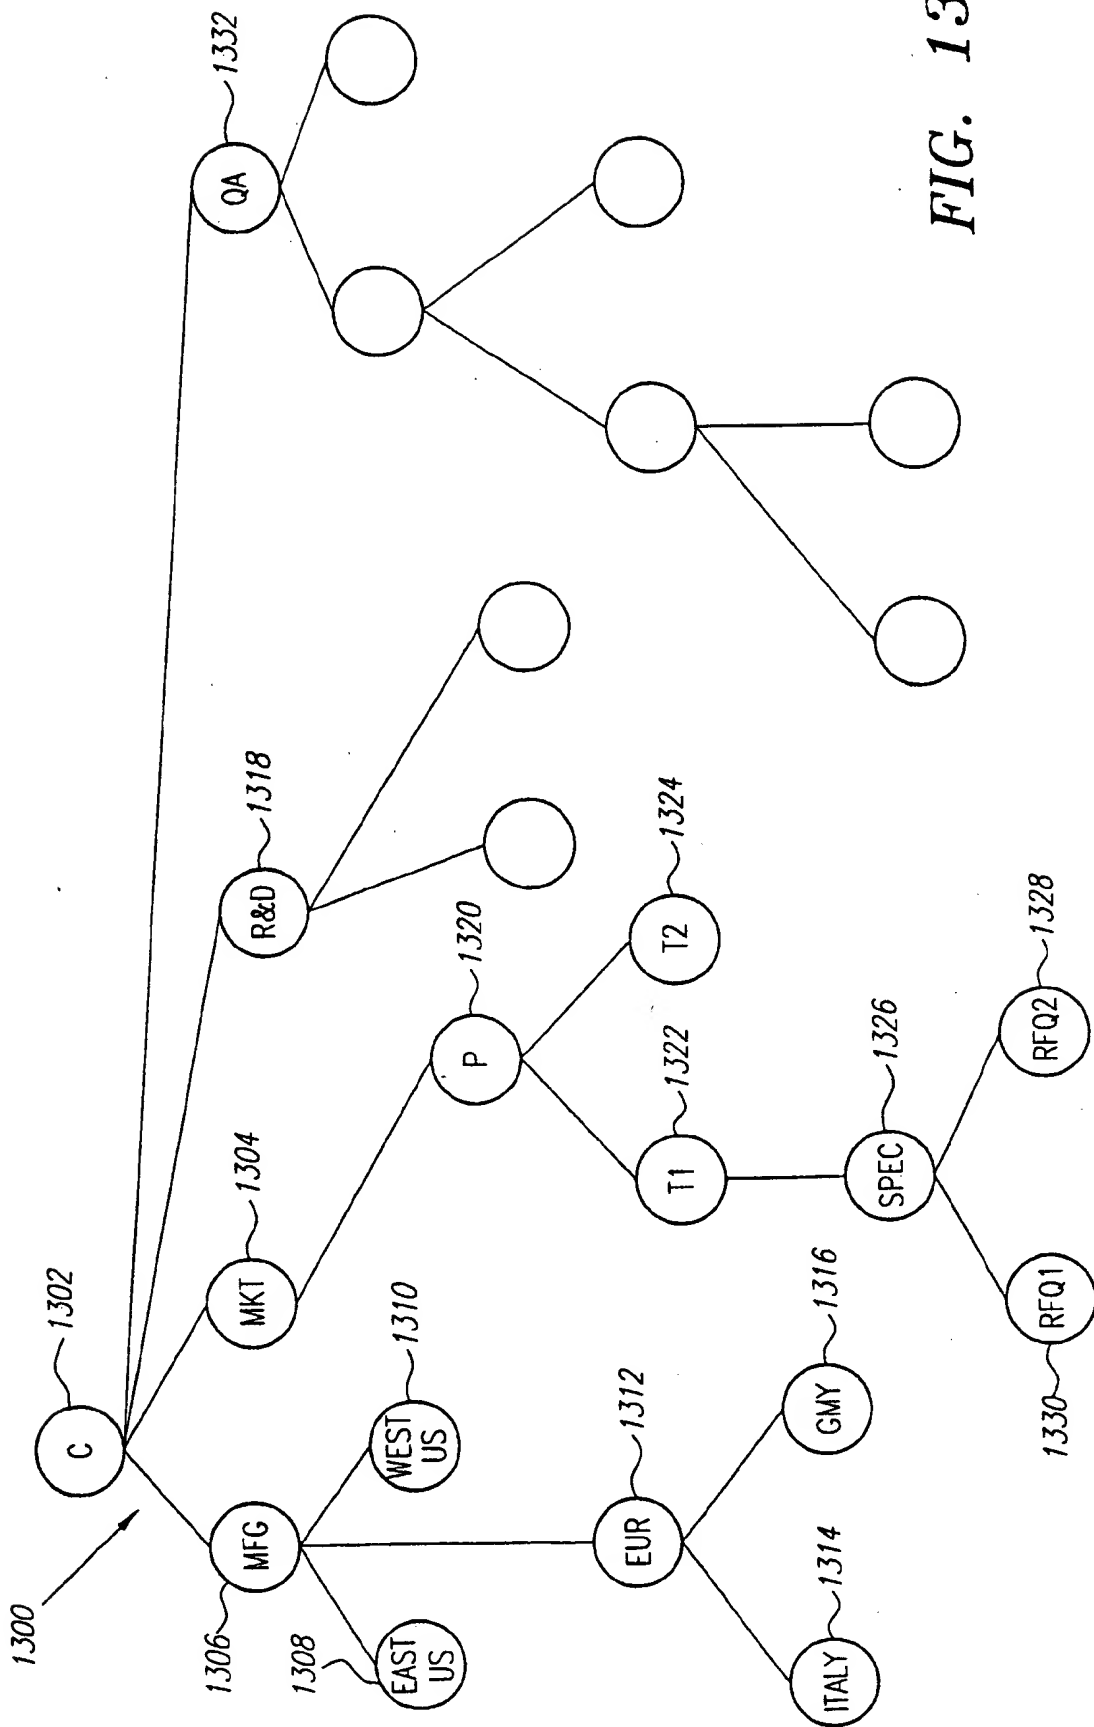 1300
C
1302
MFG
1306
MKT
1304
R&D
1318
QA
1332
EAST
US
1308
WEST
US
1310
EUR
1312
P
1320
ITALY
1314
GMY
1316
T1
1322
T2
1324
SPEC
1326
RFQ1
1330
RFQ2
1328
FIG. 13